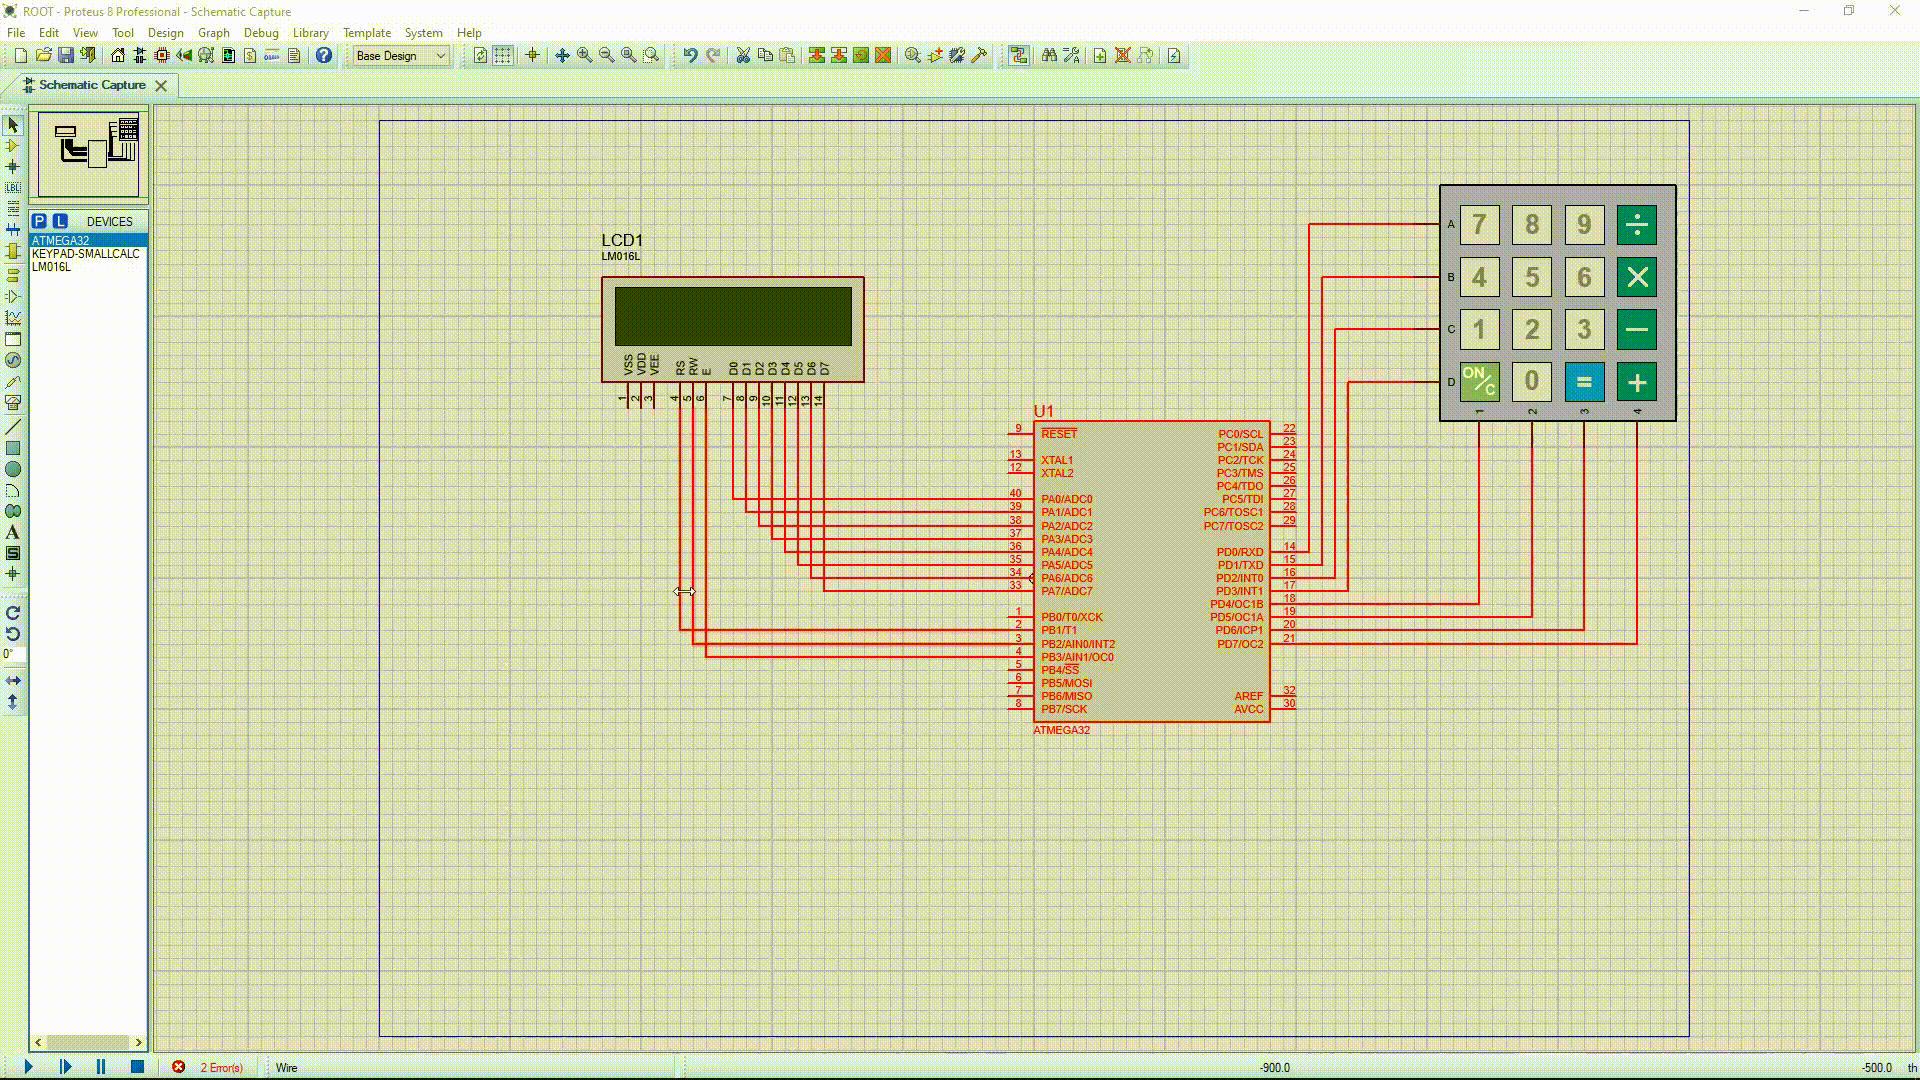 ROOT - Proteus 8 Professional - Schematic Capture
File Edit View Tool Design Graph Debug Library Template System Help
Base Design
Schematic Capture
P L DEVICES
ATMEGA32
KEYPAD-SMALLCALC
LM016L
LBL
A
S
0°
LCD1
LM016L
VSS VDD VEE RS RW E D0 D1 D2 D3 D4 D5 D6 D7
1 2 3 4 5 6 7 8 9 10 11 12 13 14
A 7 8 9 ÷
B 4 5 6 ×
C 1 2 3 −
D ON/C 0 = +
1 2 3 4
U1
9 RESET PC0/SCL 22
PC1/SDA 23
13 XTAL1 PC2/TCK 24
12 XTAL2 PC3/TMS 25
PC4/TDO 26
40 PA0/ADC0 PC5/TDI 27
39 PA1/ADC1 PC6/TOSC1 28
38 PA2/ADC2 PC7/TOSC2 29
37 PA3/ADC3
36 PA4/ADC4 PD0/RXD 14
35 PA5/ADC5 PD1/TXD 15
34 PA6/ADC6 PD2/INT0 16
33 PA7/ADC7 PD3/INT1 17
PD4/OC1B 18
1 PB0/T0/XCK PD5/OC1A 19
2 PB1/T1 PD6/ICP1 20
3 PB2/AIN0/INT2 PD7/OC2 21
4 PB3/AIN1/OC0
5 PB4/SS
6 PB5/MOSI
7 PB6/MISO AREF 32
8 PB7/SCK AVCC 30
ATMEGA32
2 Error(s) Wire -900.0 -500.0 th